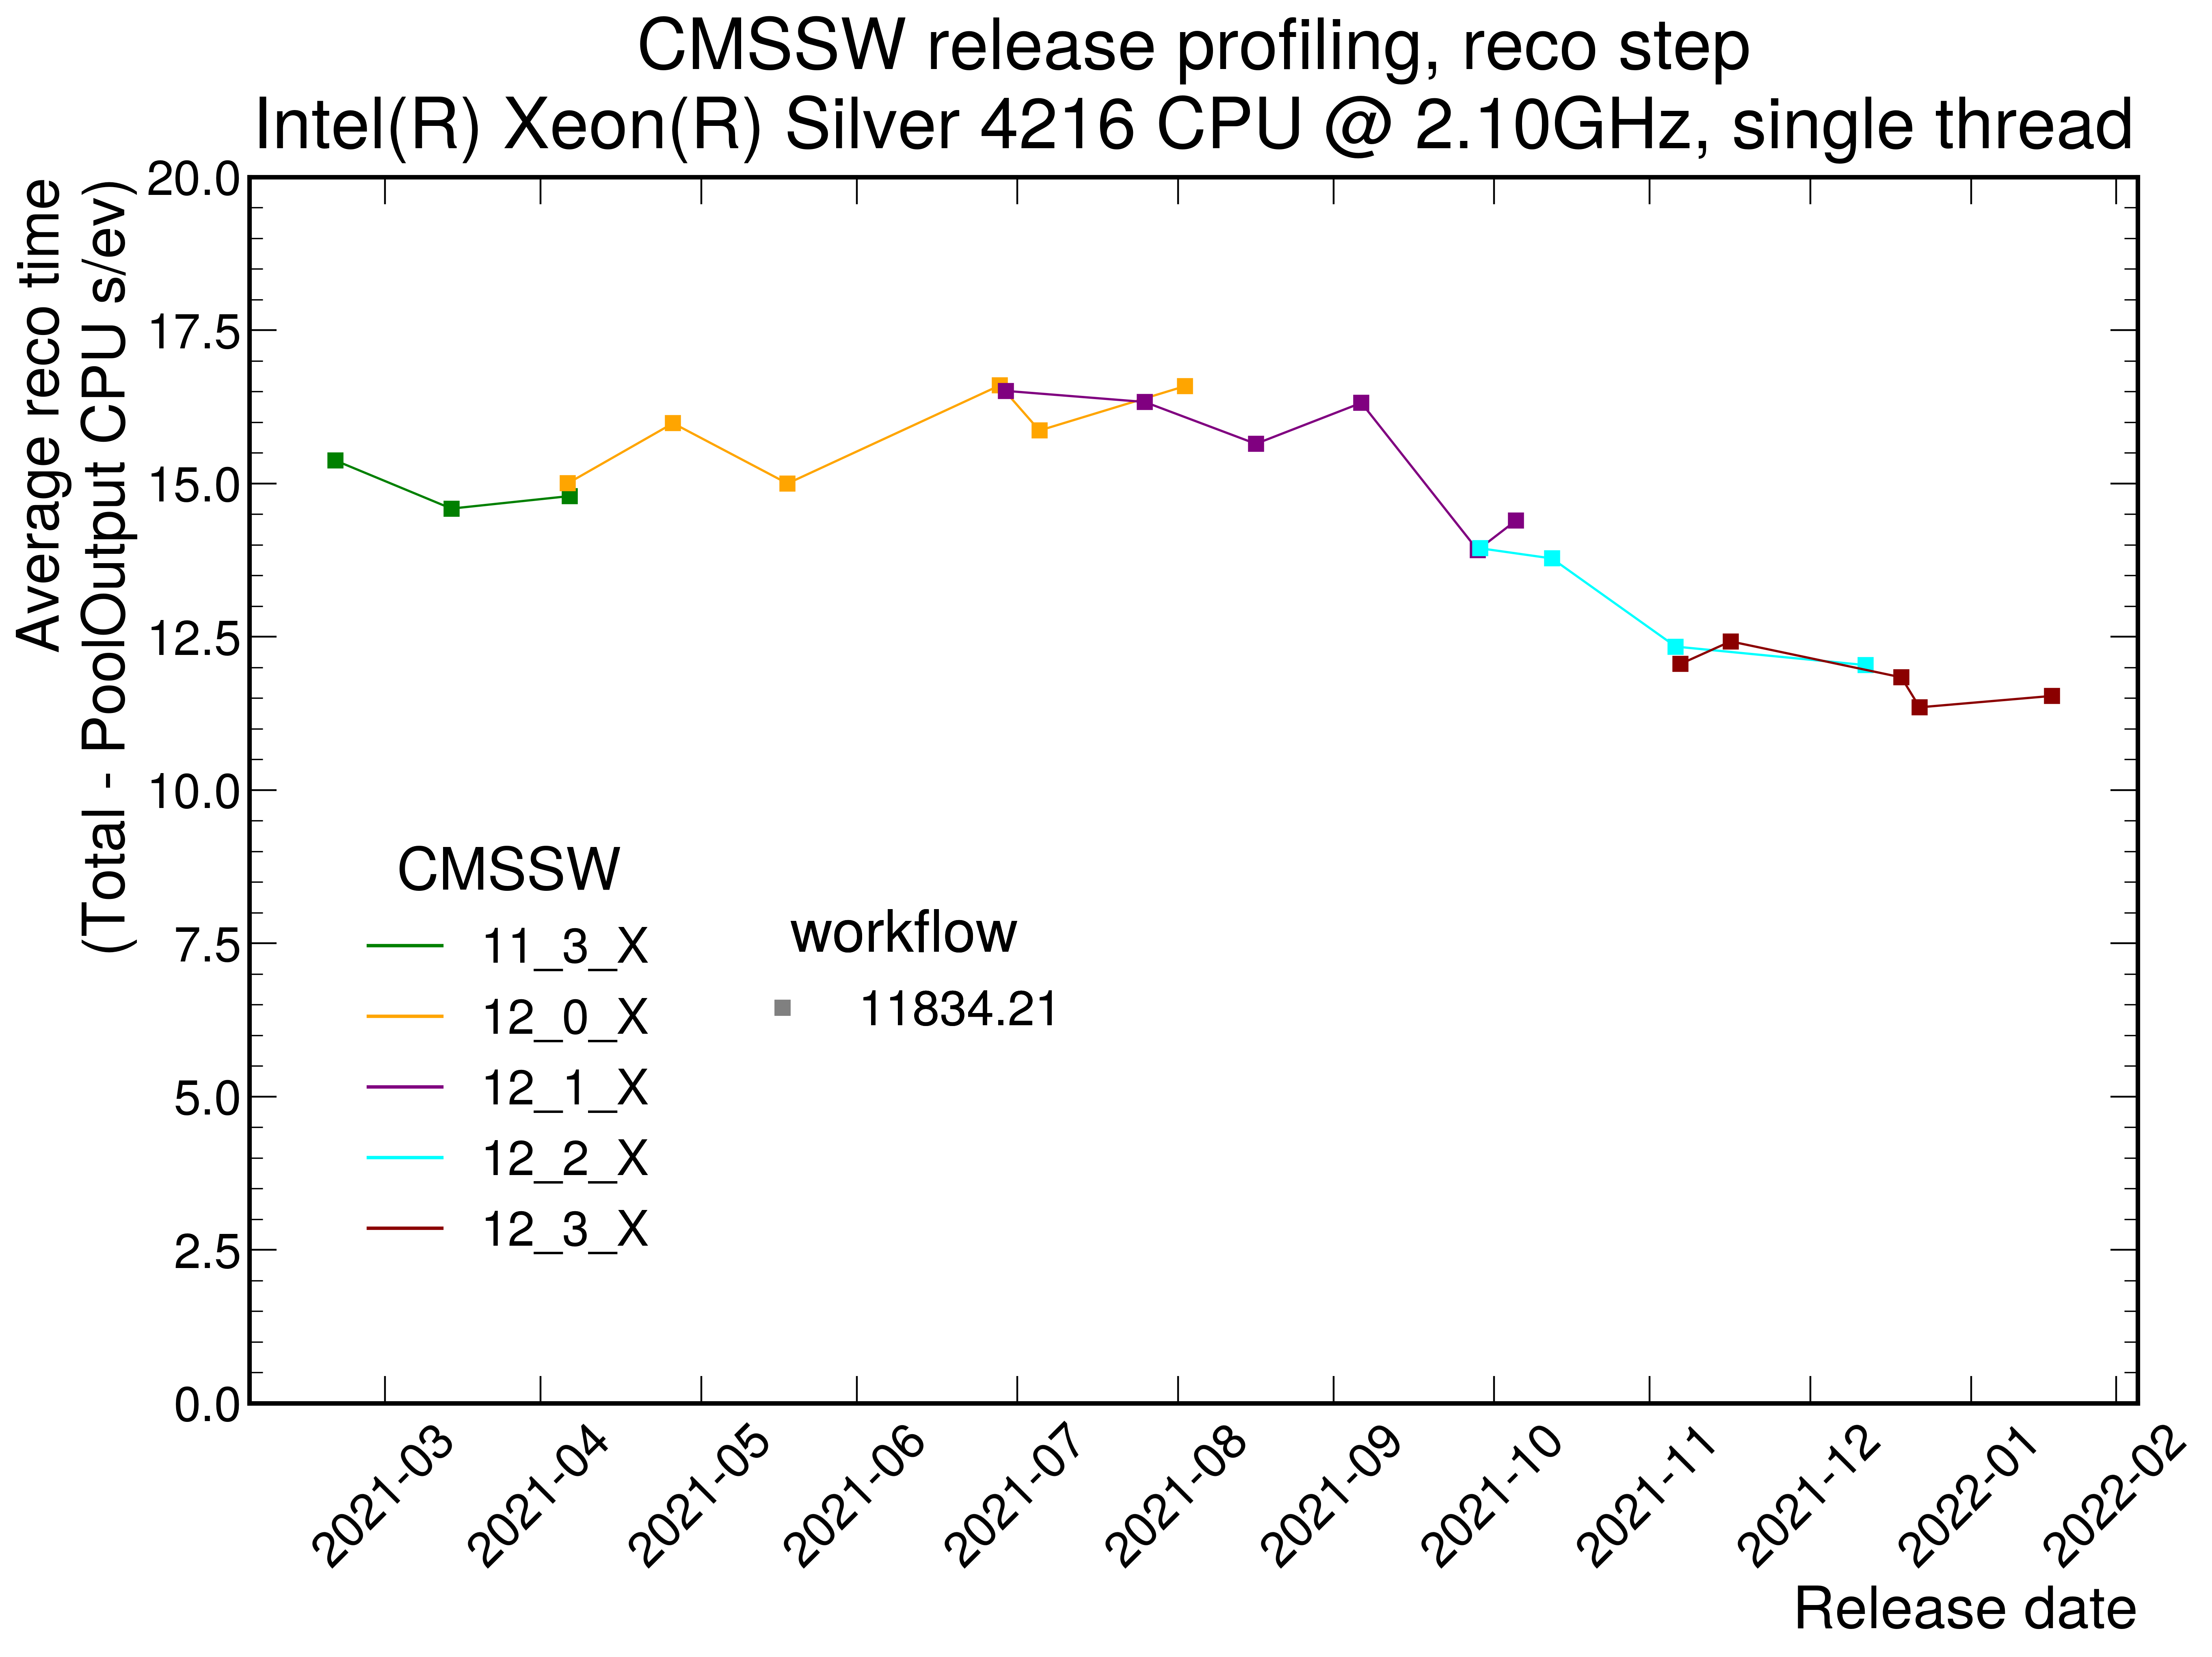 CMSSW release profiling, reco step
Intel(R) Xeon(R) Silver 4216 CPU @ 2.10GHz, single thread
Average reco time
(Total - PoolOutput CPU s/ev)
20.0
17.5
15.0
12.5
10.0
7.5
5.0
2.5
0.0
CMSSW
11_3_X
12_0_X
12_1_X
12_2_X
12_3_X
workflow
11834.21
2021-03
2021-04
2021-05
2021-06
2021-07
2021-08
2021-09
2021-10
2021-11
2021-12
2022-01
2022-02
Release date